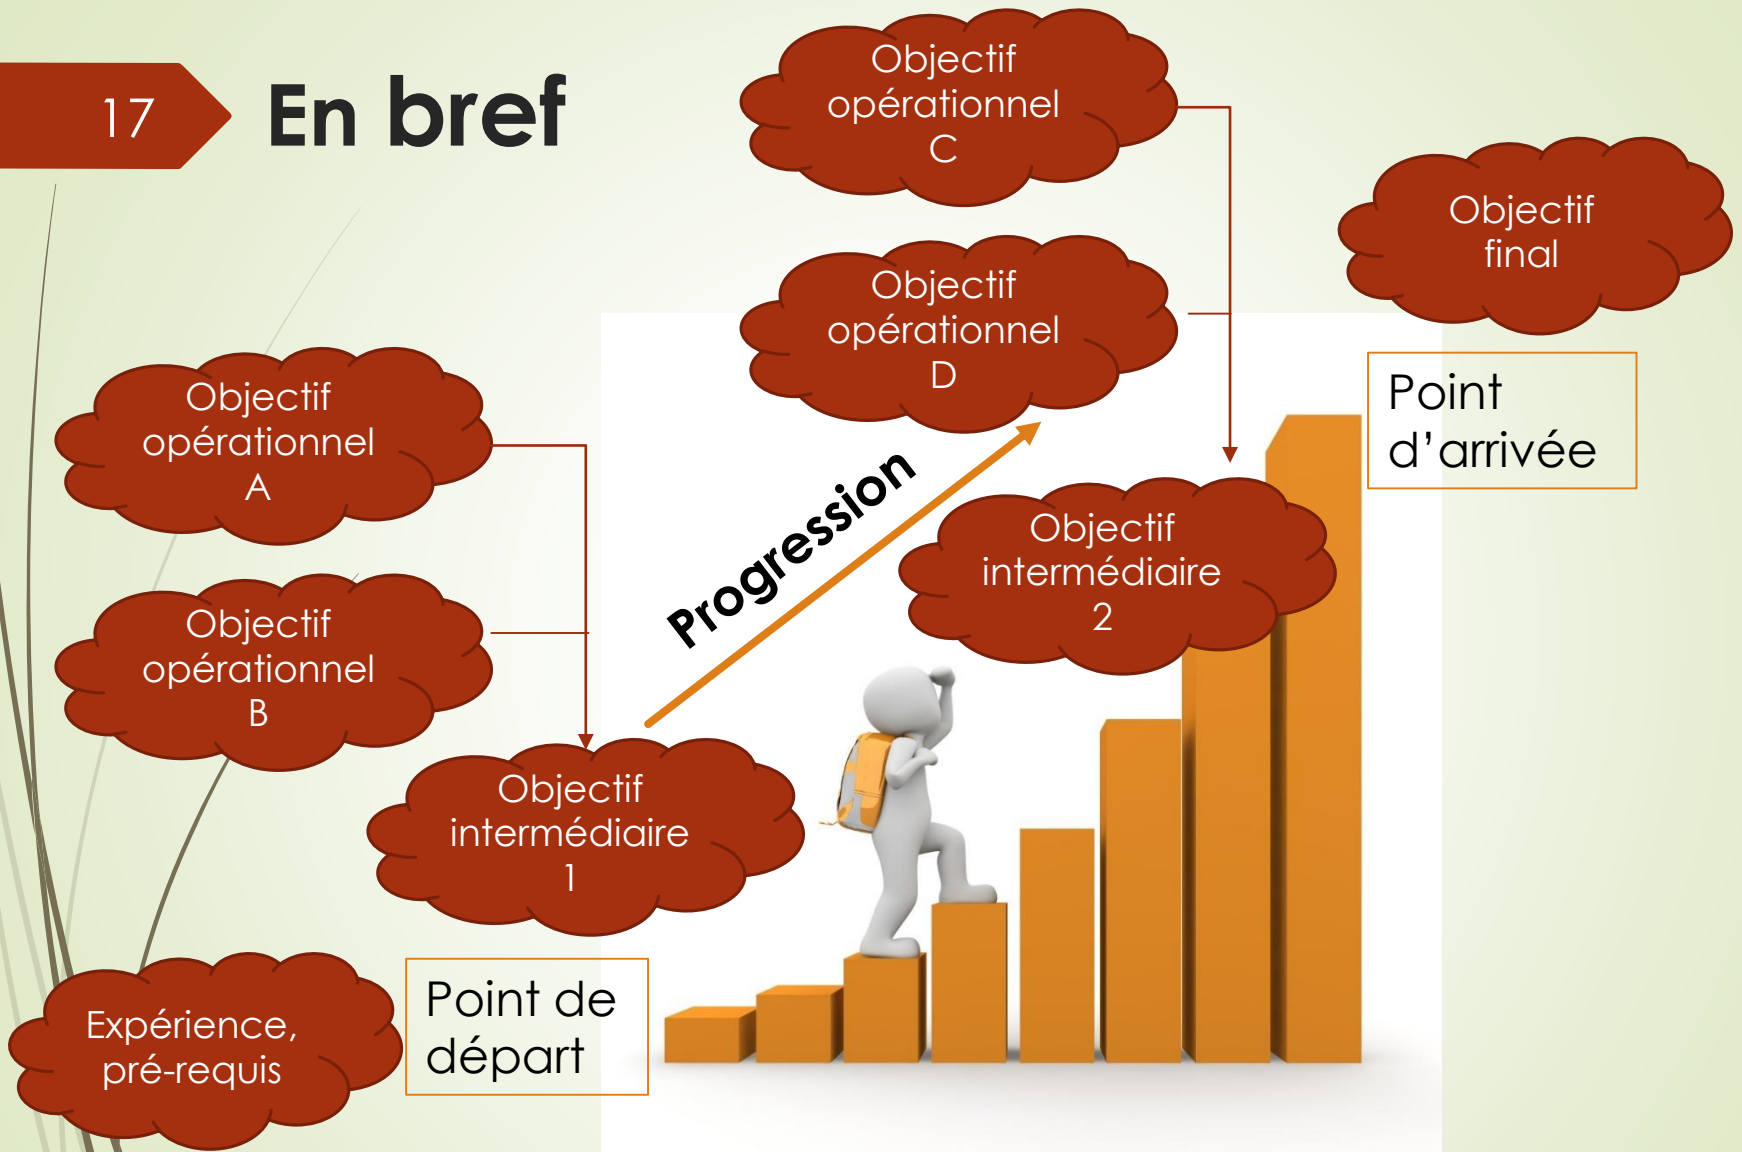 17
En bref
Objectif
opérationnel
C
Objectif
final
Objectif
opérationnel
D
Objectif
opérationnel
A
Point
d’arrivée
Progression
Objectif
intermédiaire
2
Objectif
opérationnel
B
Objectif
intermédiaire
1
Expérience,
pré-requis
Point de
départ